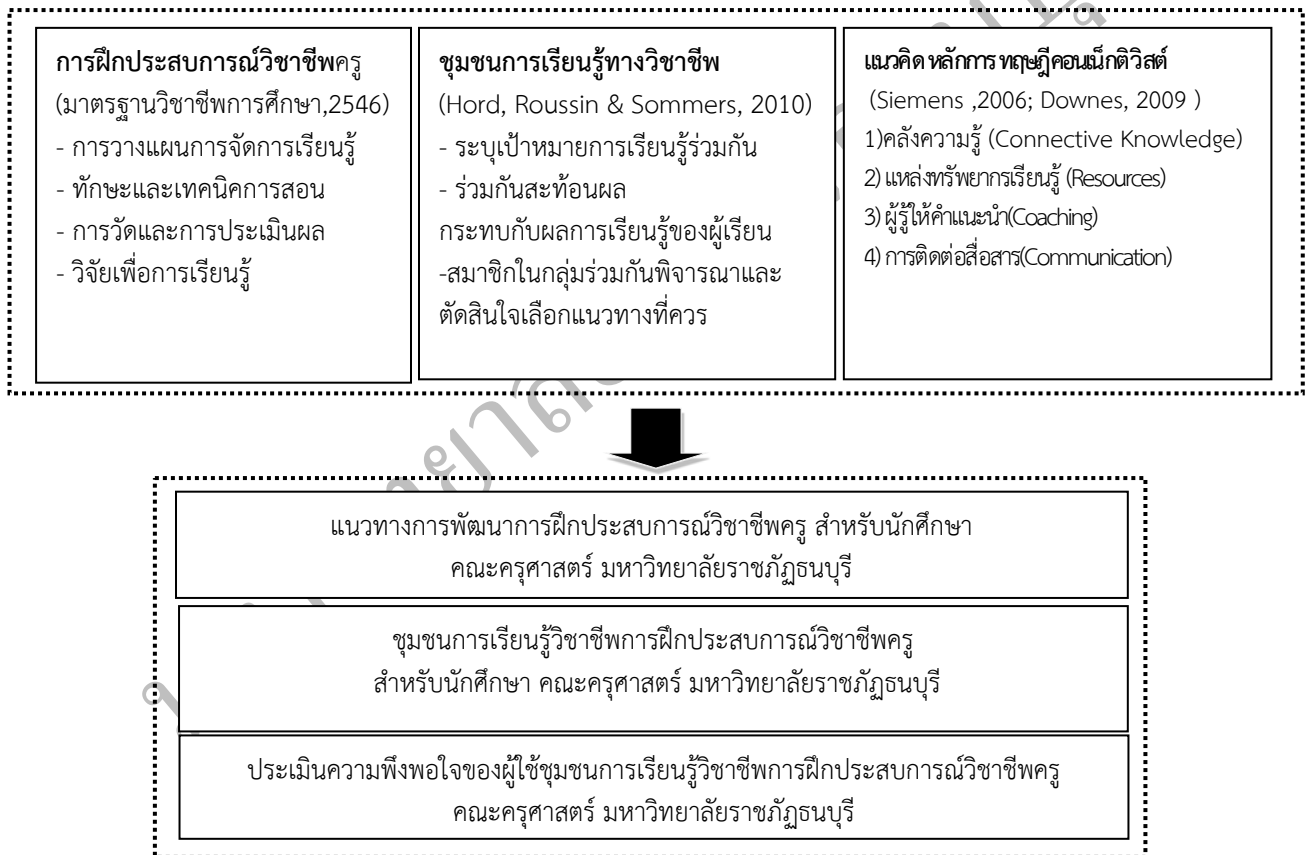 การฝึกประสบการณ์วิชาชีพครู
(มาตรฐานวิชาชีพการศึกษา,2546)
- การวางแผนการจัดการเรียนรู้
- ทักษะและเทคนิคการสอน
- การวัดและการประเมินผล
- วิจัยเพื่อการเรียนรู้
ชุมชนการเรียนรู้ทางวิชาชีพ
(Hord, Roussin & Sommers, 2010)
- ระบุเป้าหมายการเรียนรู้ร่วมกัน
- ร่วมกันสะท้อนผล
กระทบกับผลการเรียนรู้ของผู้เรียน
-สมาชิกในกลุ่มร่วมกันพิจารณาและ
ตัดสินใจเลือกแนวทางที่ควร
แนวคิด หลักการ ทฤษฎีคอนเน็กติวิสต์
(Siemens ,2006; Downes, 2009 )
1)คลังความรู้ (Connective Knowledge)
2) แหล่งทรัพยากรเรียนรู้ (Resources)
3) ผู้รู้ให้คำแนะนำ(Coaching)
4) การติดต่อสื่อสาร(Communication)
แนวทางการพัฒนาการฝึกประสบการณ์วิชาชีพครู สำหรับนักศึกษา
คณะครุศาสตร์ มหาวิทยาลัยราชภัฏธนบุรี
ชุมชนการเรียนรู้วิชาชีพการฝึกประสบการณ์วิชาชีพครู
สำหรับนักศึกษา คณะครุศาสตร์ มหาวิทยาลัยราชภัฏธนบุรี
ประเมินความพึงพอใจของผู้ใช้ชุมชนการเรียนรู้วิชาชีพการฝึกประสบการณ์วิชาชีพครู
คณะครุศาสตร์ มหาวิทยาลัยราชภัฏธนบุรี